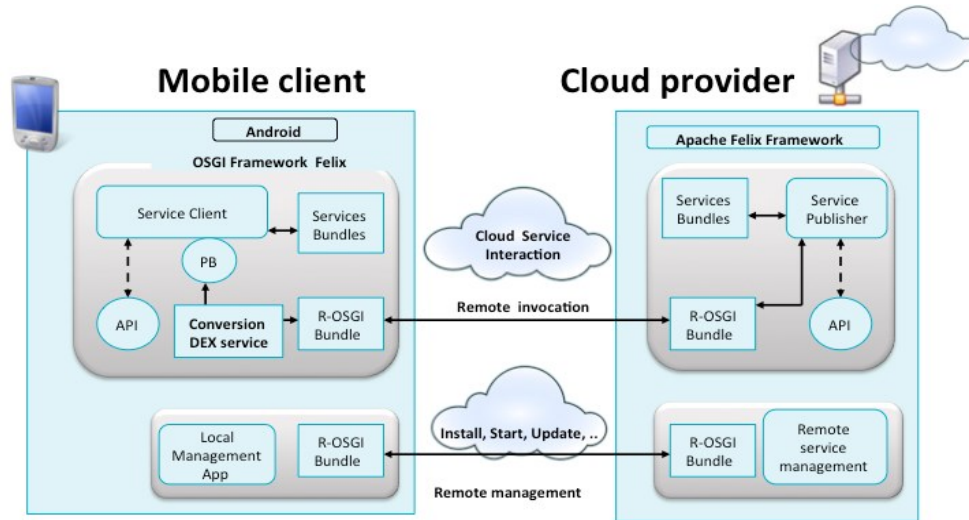 Mobile client
Cloud provider
Android
OSGI Framework Felix
Service Client
Services
Bundles
PB
API
Conversion
DEX service
R-OSGI
Bundle
Cloud Service
Interaction
Remote invocation
Apache Felix Framework
Services
Bundles
Service
Publisher
R-OSGI
Bundle
API
Local
Management
App
R-OSGI
Bundle
Install, Start, Update, ..
Remote management
R-OSGI
Bundle
Remote
service
management